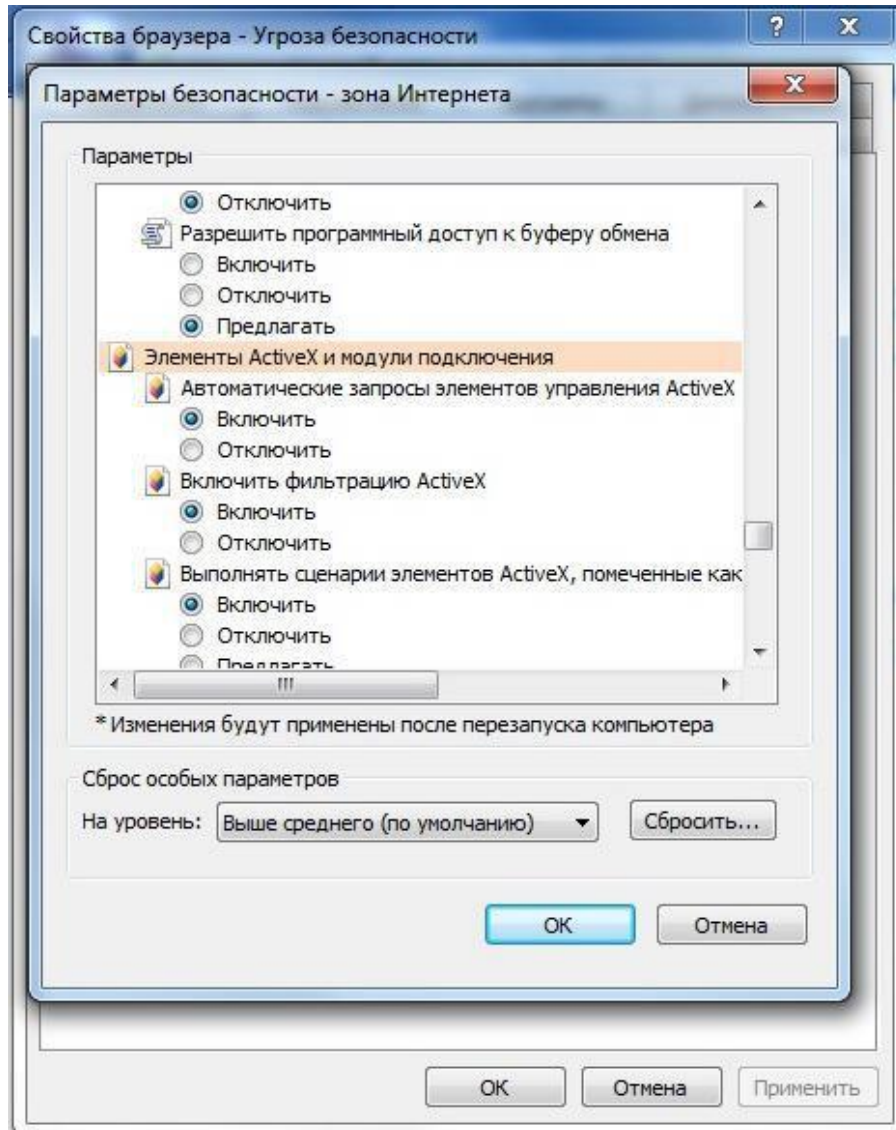 Свойства браузера - Угроза безопасности
Параметры безопасности - зона Интернета
Параметры
Отключить
Разрешить программный доступ к буферу обмена
Включить
Отключить
Предлагать
Элементы ActiveX и модули подключения
Автоматические запросы элементов управления ActiveX
Включить
Отключить
Включить фильтрацию ActiveX
Включить
Отключить
Выполнять сценарии элементов ActiveX, помеченные как
Включить
Отключить
Предлагать
* Изменения будут применены после перезапуска компьютера
Сброс особых параметров
На уровень: Выше среднего (по умолчанию) Сбросить...
ОК Отмена
ОК Отмена Применить